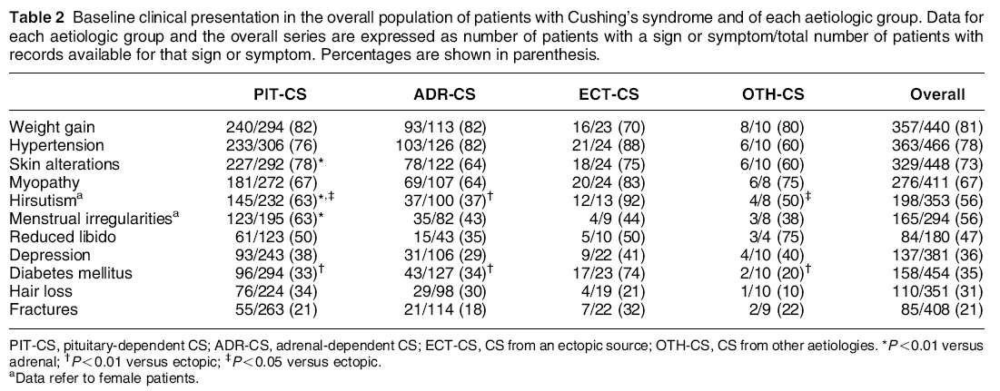 Table 2 Baseline clinical presentation in the overall population of patients with Cushing's syndrome and of each aetiologic group. Data for
each aetiologic group and the overall series are expressed as number of patients with a sign or symptom/total number of patients with
records available for that sign or symptom. Percentages are shown in parenthesis.
PIT-CS ADR-CS ECT-CS OTH-CS Overall
Weight gain 240/294 (82) 93/113 (82) 16/23 (70) 8/10 (80) 357/440 (81)
Hypertension 233/306 (76) 103/126 (82) 21/24 (88) 6/10 (60) 363/466 (78)
Skin alterations 227/292 (78)* 78/122 (64) 18/24 (75) 6/10 (60) 329/448 (73)
Myopathy 181/272 (67) 69/107 (64) 20/24 (83) 6/8 (75) 276/411 (67)
Hirsutismᵃ 145/232 (63)*,‡ 37/100 (37)† 12/13 (92) 4/8 (50)‡ 198/353 (56)
Menstrual irregularitiesᵃ 123/195 (63)* 35/82 (43) 4/9 (44) 3/8 (38) 165/294 (56)
Reduced libido 61/123 (50) 15/43 (35) 5/10 (50) 3/4 (75) 84/180 (47)
Depression 93/243 (38) 31/106 (29) 9/22 (41) 4/10 (40) 137/381 (36)
Diabetes mellitus 96/294 (33)† 43/127 (34)† 17/23 (74) 2/10 (20)† 158/454 (35)
Hair loss 76/224 (34) 29/98 (30) 4/19 (21) 1/10 (10) 110/351 (31)
Fractures 55/263 (21) 21/114 (18) 7/22 (32) 2/9 (22) 85/408 (21)
PIT-CS, pituitary-dependent CS; ADR-CS, adrenal-dependent CS; ECT-CS, CS from an ectopic source; OTH-CS, CS from other aetiologies. *P<0.01 versus
adrenal; †P<0.01 versus ectopic; ‡P<0.05 versus ectopic.
ᵃData refer to female patients.